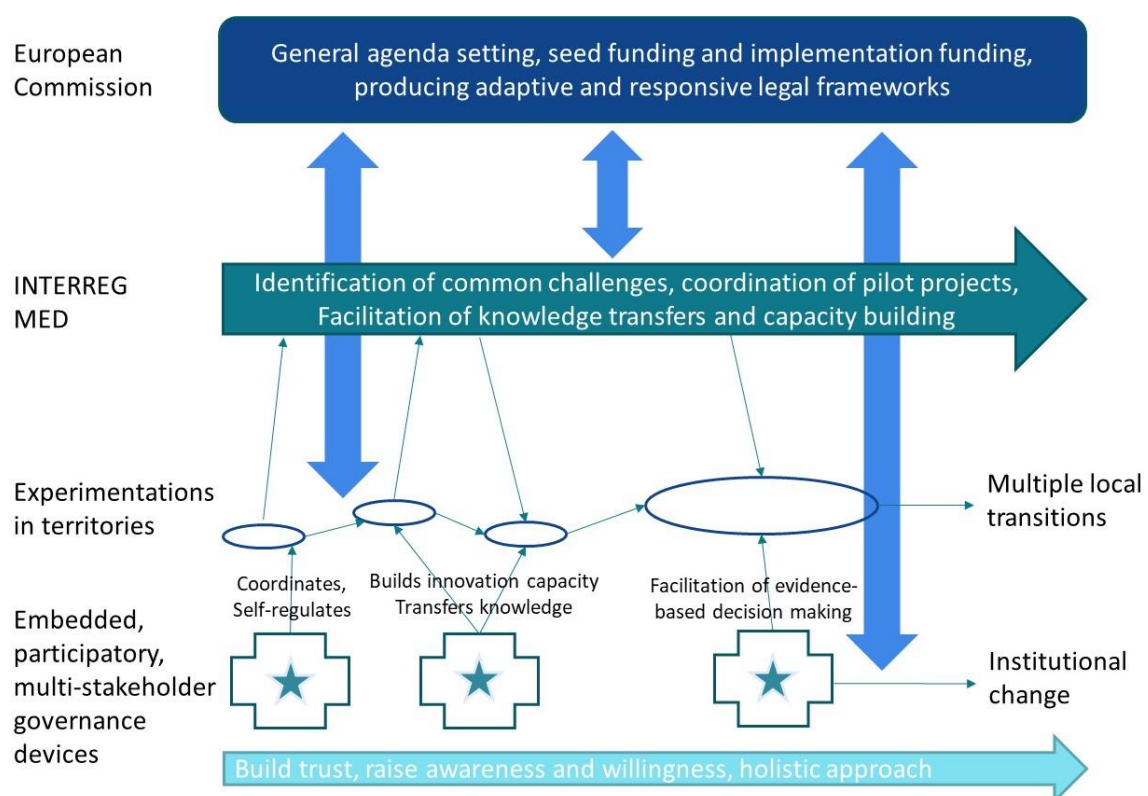 European
Commission
General agenda setting, seed funding and implementation funding,
producing adaptive and responsive legal frameworks
INTERREG
MED
Identification of common challenges, coordination of pilot projects,
Facilitation of knowledge transfers and capacity building
Experimentations
in territories
Multiple local
transitions
Coordinates,
Self-regulates
Builds innovation capacity
Transfers knowledge
Facilitation of evidence-
based decision making
Embedded,
participatory,
multi-stakeholder
governance
devices
Institutional
change
Build trust, raise awareness and willingness, holistic approach